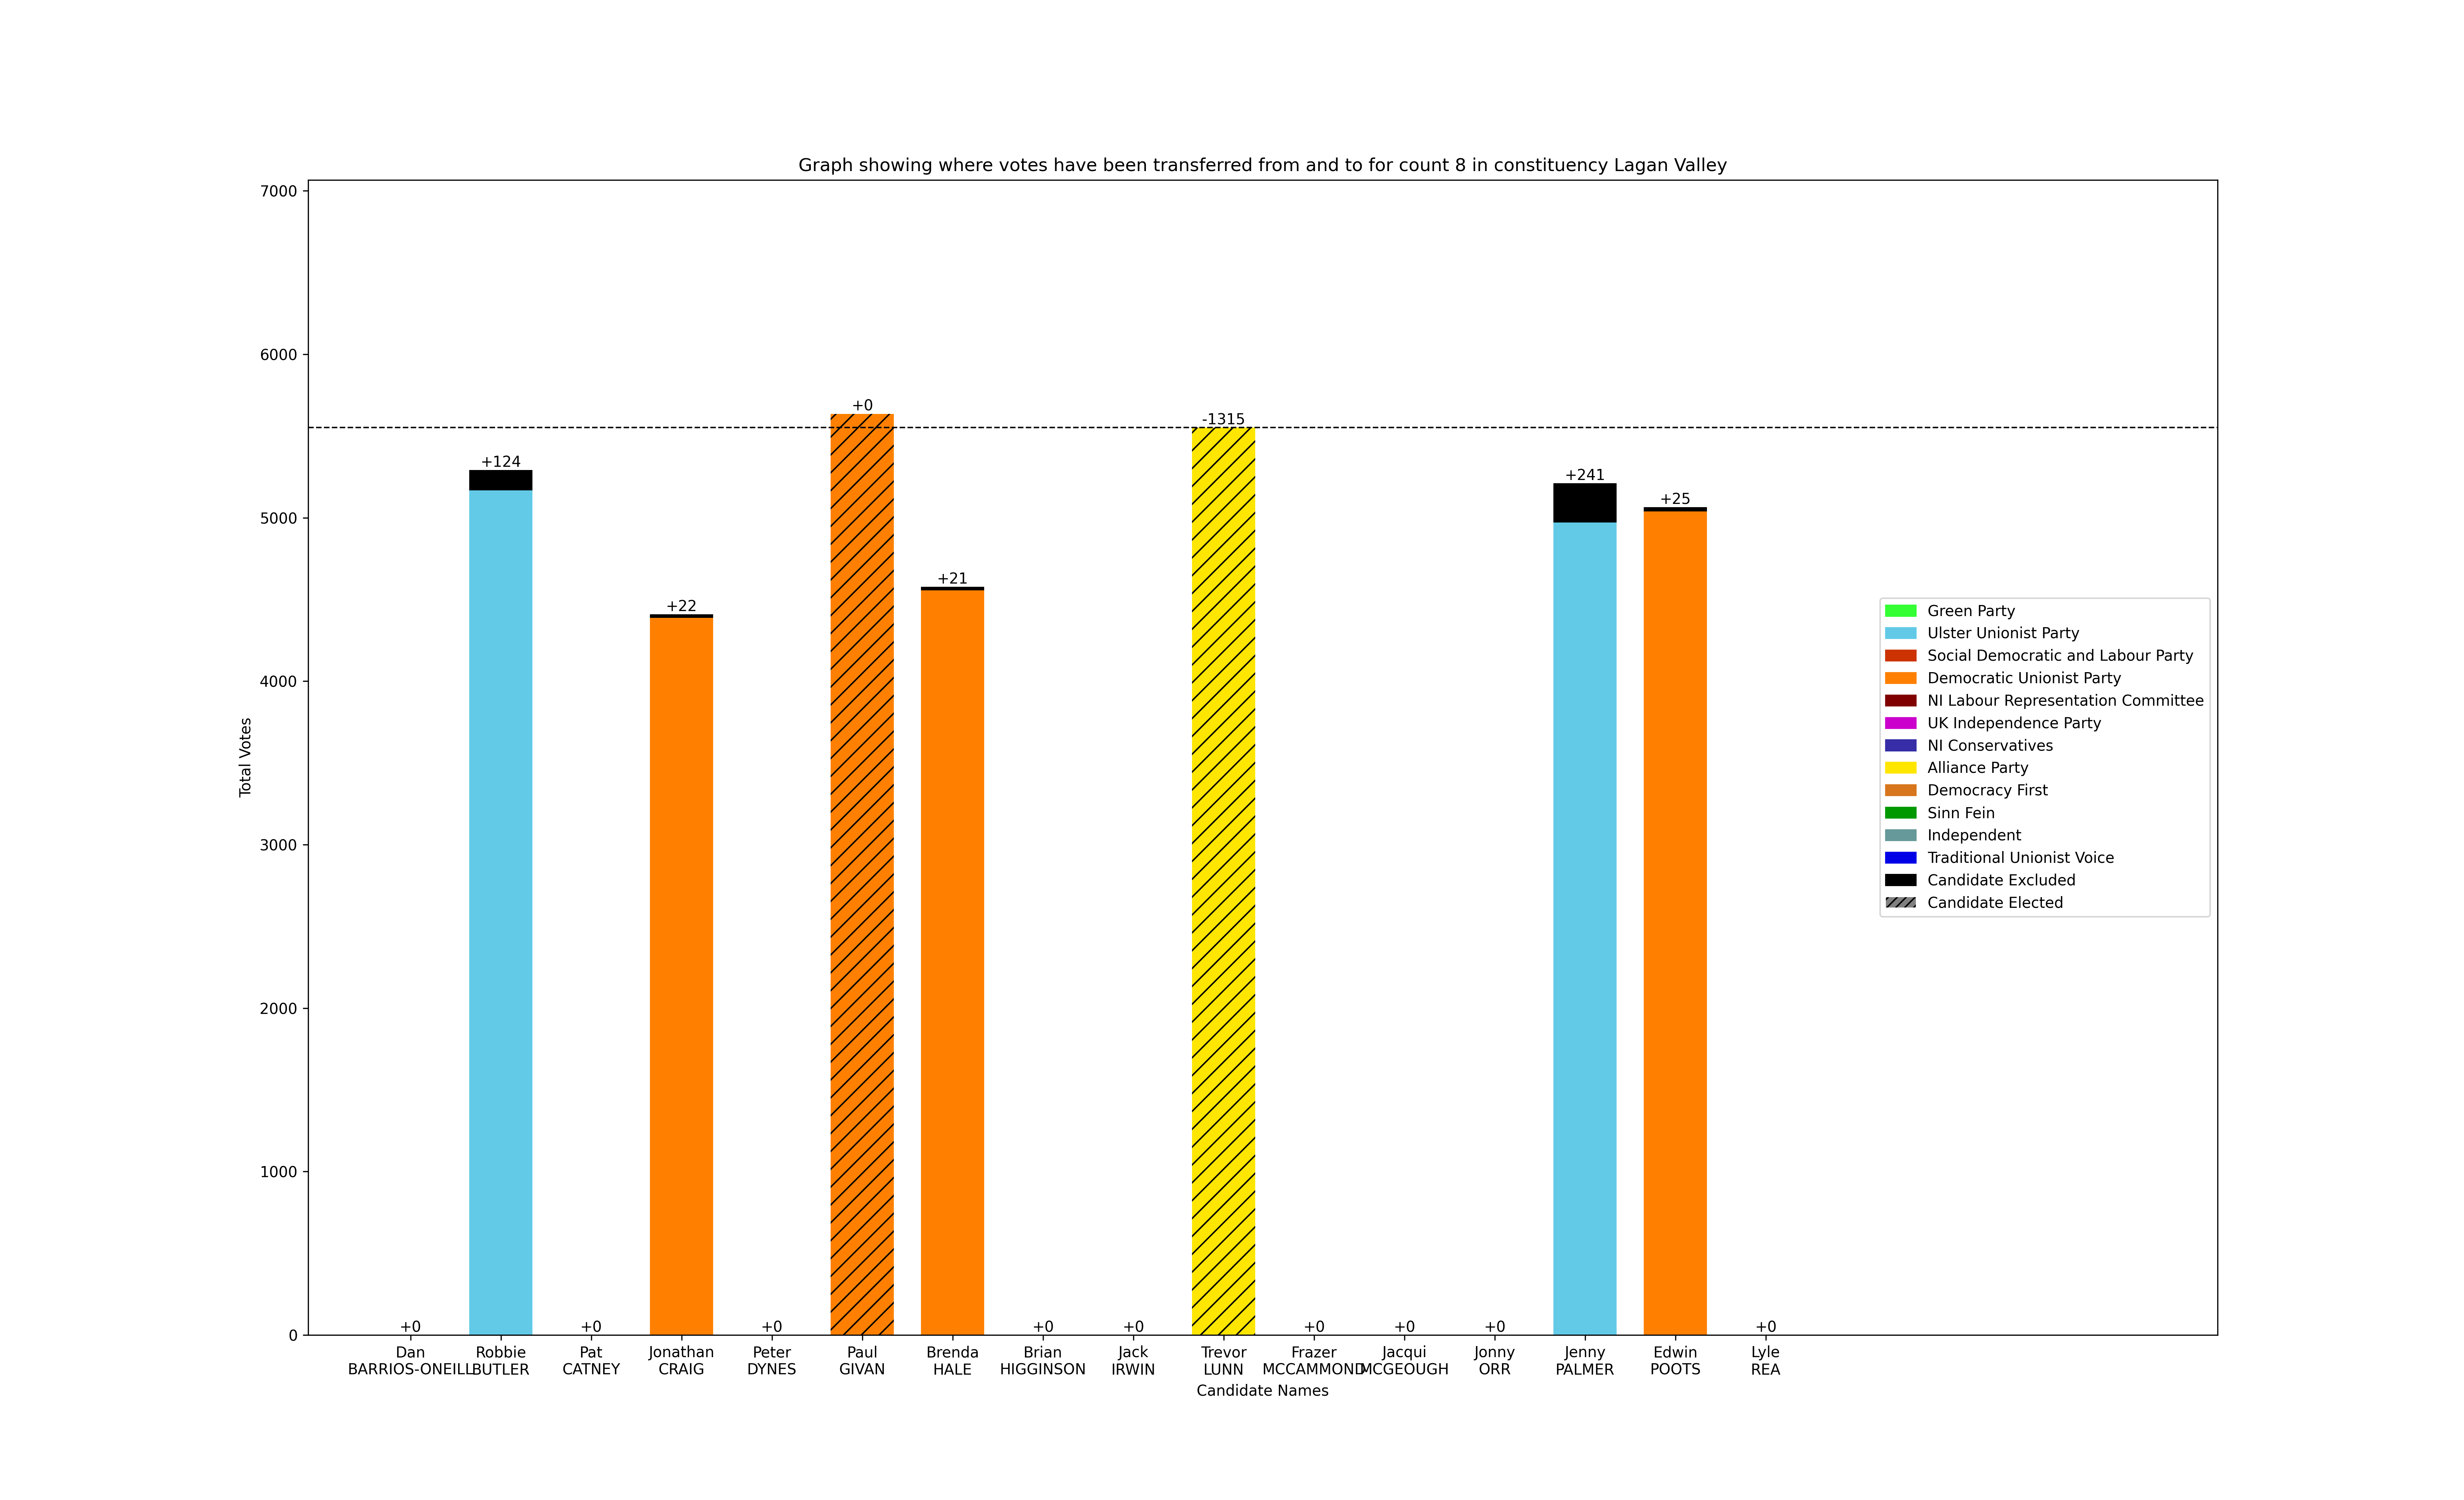 Graph showing where votes have been transferred from and to for count 8 in constituency Lagan Valley
7000
6000
5000
4000
3000
2000
1000
0
Total Votes
+0
+124
+0
+22
+0
+0
+21
+0
+0
-1315
+0
+0
+0
+241
+25
+0
Dan
BARRIOS-ONEILL
Robbie
BUTLER
Pat
CATNEY
Jonathan
CRAIG
Peter
DYNES
Paul
GIVAN
Brenda
HALE
Brian
HIGGINSON
Jack
IRWIN
Trevor
LUNN
Frazer
MCCAMMOND
Jacqui
MCGEOUGH
Jonny
ORR
Jenny
PALMER
Edwin
POOTS
Lyle
REA
Candidate Names
Green Party
Ulster Unionist Party
Social Democratic and Labour Party
Democratic Unionist Party
NI Labour Representation Committee
UK Independence Party
NI Conservatives
Alliance Party
Democracy First
Sinn Fein
Independent
Traditional Unionist Voice
Candidate Excluded
Candidate Elected